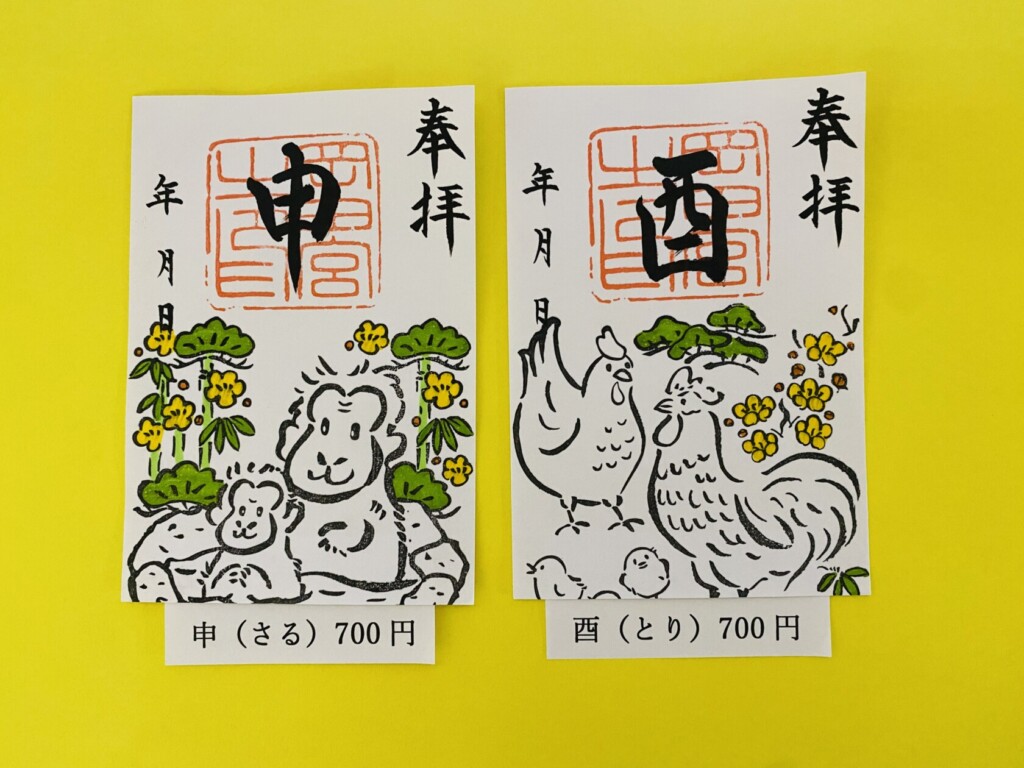 奉拝
申
年 月 日
申（さる）700円
奉拝
酉
年 月 日
酉（とり）700円